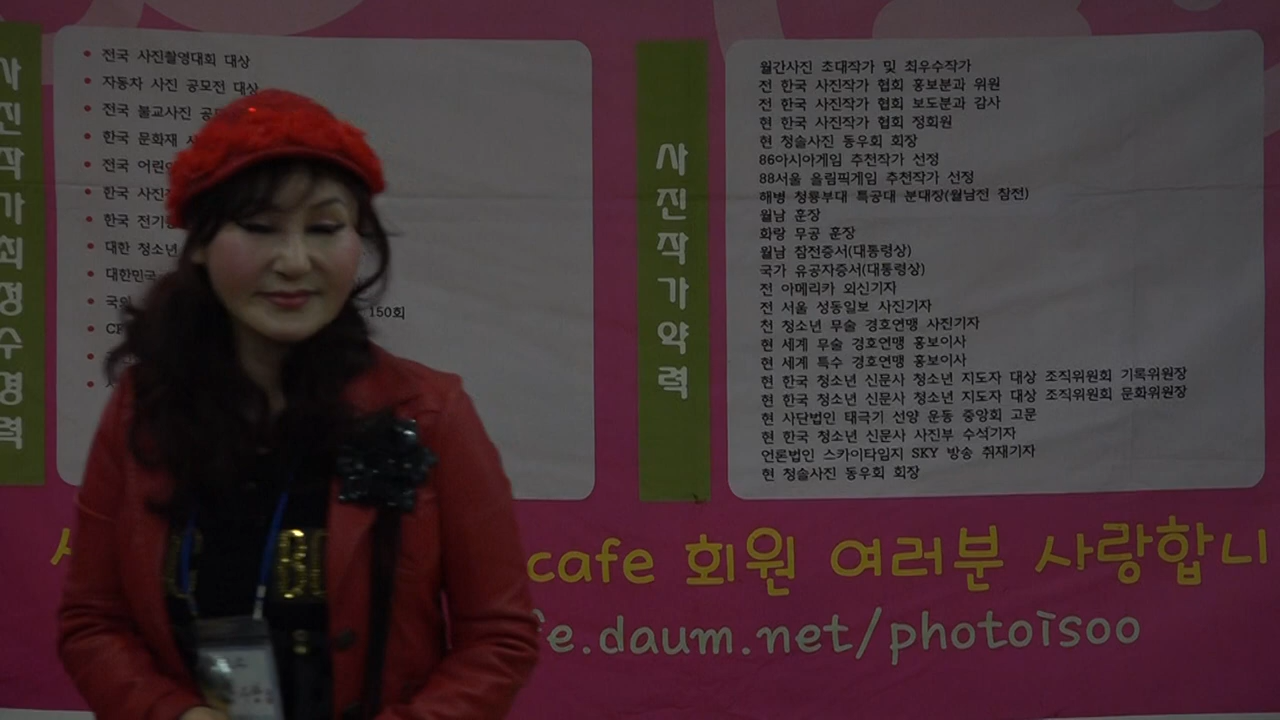 사진작가최정수경력
전국 사진촬영대회 대상
자동차 사진 공모전 대상
전국 불교사진
한국 문화재
전국
한국
한국
대한 청소년
대한민국
150회
사진작가약력
월간사진 초대작가 및 최우수작가
전 한국 사진작가 협회 홍보분과 위원
전 한국 사진작가 협회 보도분과 감사
현 한국 사진작가 협회 정회원
현 청솔사진 동우회 회장
86아시아게임 추천작가 선정
88서울 올림픽게임 추천작가 선정
해병 청룡부대 특공대 분대장(월남전 참전)
월남 훈장
화랑 무공 훈장
월남 참전증서(대통령상)
국가 유공자증서(대통령상)
전 아메리카 외신기자
전 서울 성동일보 사진기자
천 청소년 무술 경호연맹 사진기자
현 세계 무술 경호연맹 홍보이사
현 세계 특수 경호연맹 홍보이사
현 한국 청소년 신문사 청소년 지도자 대상 조직위원회 기록위원장
현 한국 청소년 신문사 청소년 지도자 대상 조직위원회 문화위원장
현 사단법인 태극기 선양 운동 중앙회 고문
현 한국 청소년 신문사 사진부 수석기자
언론법인 스카이타임지 SKY 방송 취재기자
현 청솔사진 동우회 회장
cafe 회원 여러분 사랑합니
fe.daum.net/photoisoo